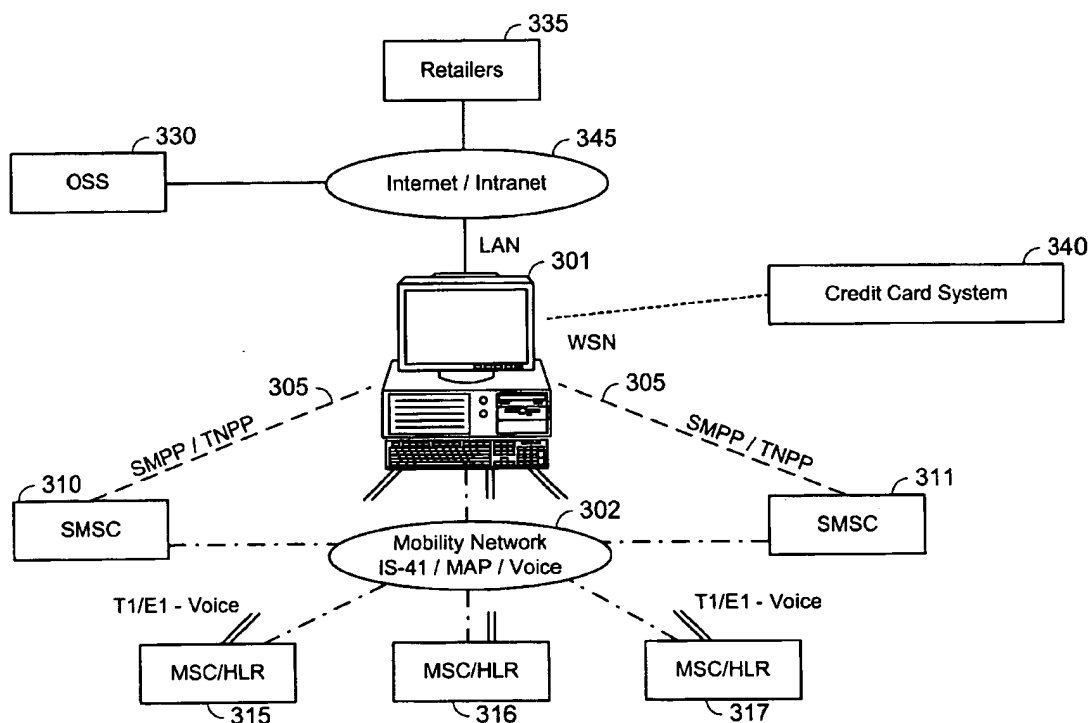 335
Retailers
330
OSS
345
Internet / Intranet
LAN
301
340
Credit Card System
WSN
305
305
SMPP / TNPP
SMPP / TNPP
310
SMSC
311
SMSC
302
Mobility Network
IS-41 / MAP / Voice
T1/E1 - Voice
T1/E1 - Voice
MSC/HLR
MSC/HLR
MSC/HLR
315
316
317